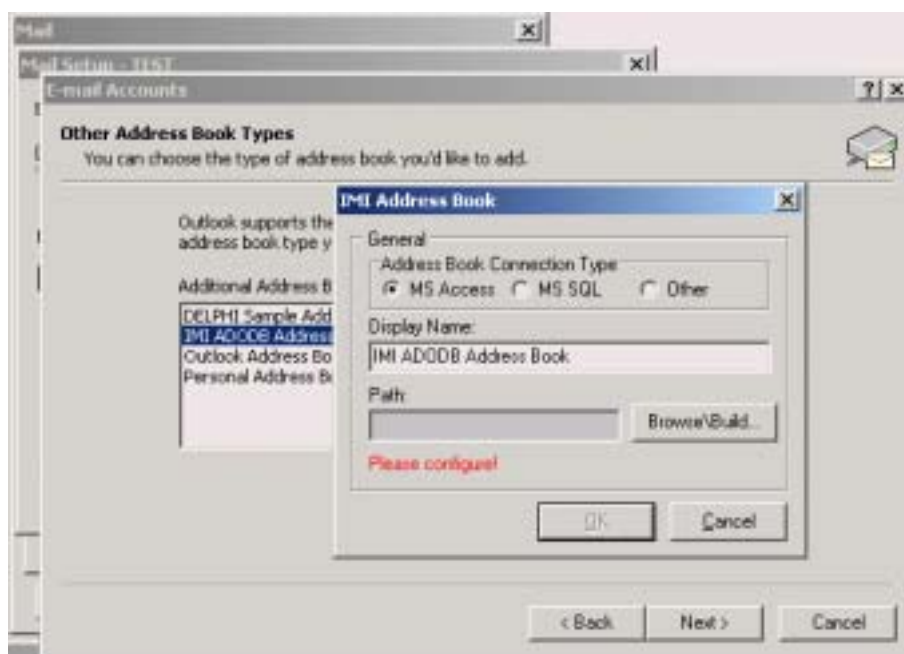 Mail
Mail Setup - TEST
E-mail Accounts
Other Address Book Types
You can choose the type of address book you'd like to add.
Outlook supports the
address book type y
Additional Address B
DELPHI Sample Add
IMI ADODB Address
Outlook Address Bo
Personal Address B
IMI Address Book
General
Address Book Connection Type
MS Access MS SQL Other
Display Name:
IMI ADODB Address Book
Path:
Browse\Build...
Please configure!
OK Cancel
< Back Next > Cancel